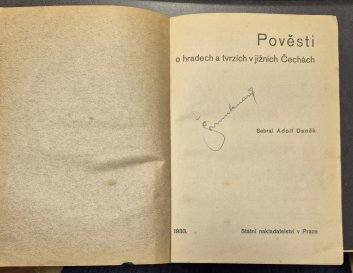 Pověsti
o hradech a tvrzích v jižních Čechách
Sebral Adolf Daněk
1933. Státní nakladatelství v Praze